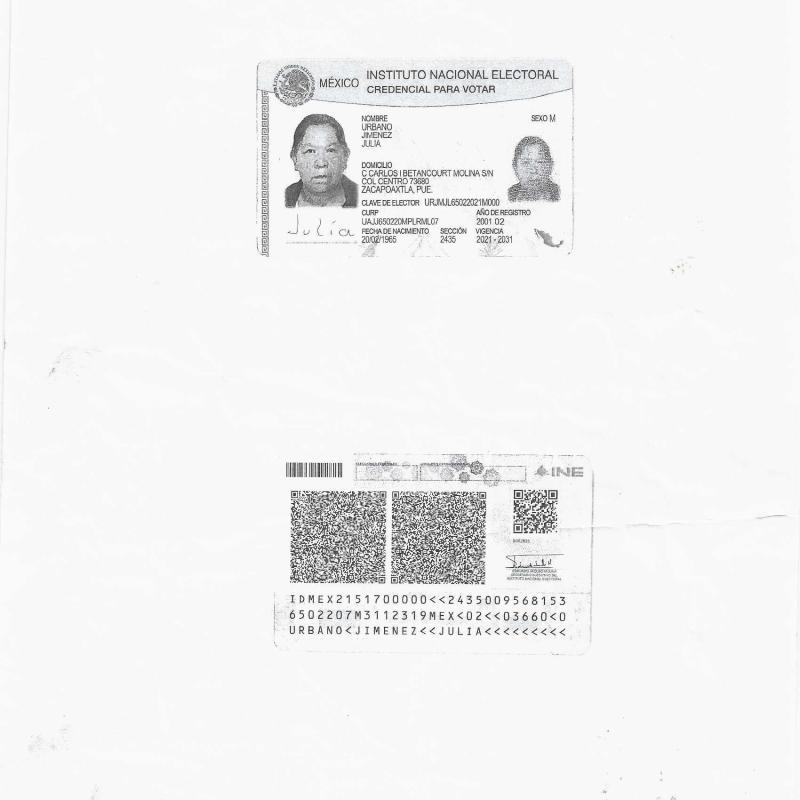 MÉXICO INSTITUTO NACIONAL ELECTORAL
CREDENCIAL PARA VOTAR
NOMBRE
URBANO
JIMENEZ
JULIA
SEXO M
DOMICILIO
C CARLOS I BETANCOURT MOLINA S/N
COL CENTRO 73680
ZACAPOAXTLA, PUE.
CLAVE DE ELECTOR URJMJL65022021M000
CURP
UAJJ650220MPLRML07
AÑO DE REGISTRO
2001 02
FECHA DE NACIMIENTO
20/02/1965
SECCIÓN
2435
VIGENCIA
2021 - 2031
Julia
INE
IDMEX2151700000<<2435009568153
6502207M3112319MEX<02<<03660<0
URBANO<JIMENEZ<<JULIA<<<<<<<<<